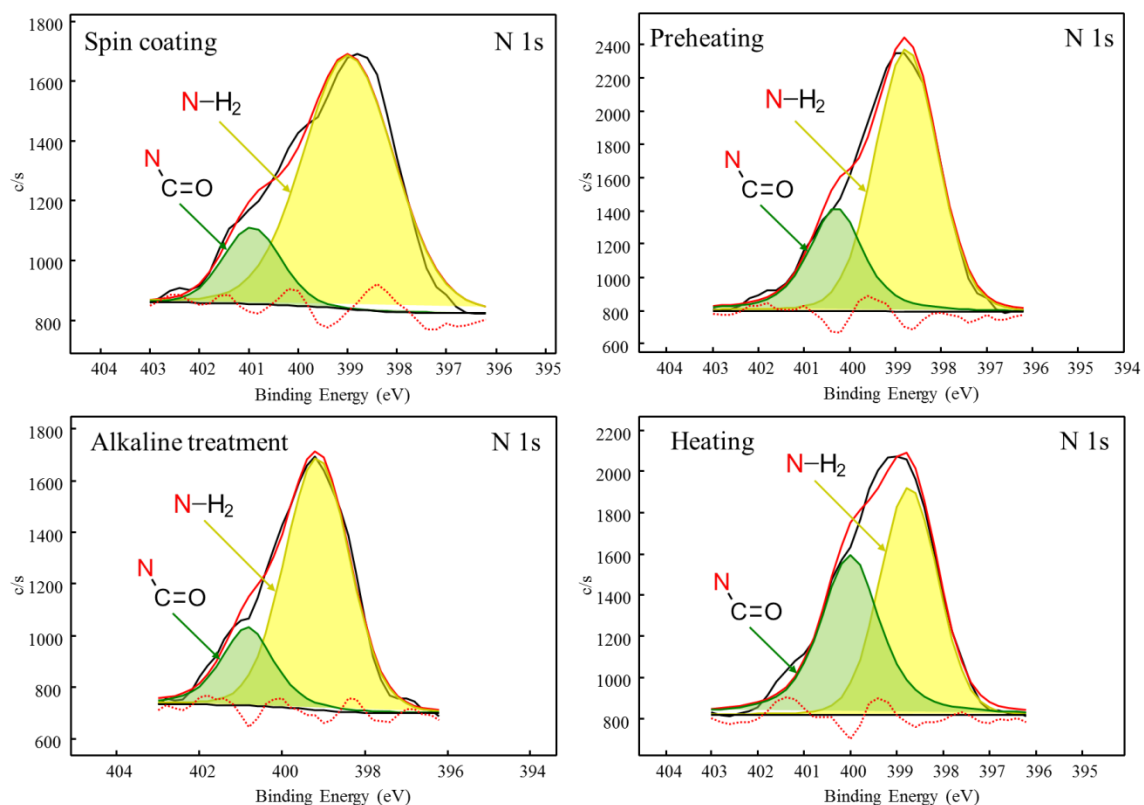 Spin coating N 1s
1800
1600
1400
1200
1000
800
c/s
N-H2
N
C=O
404 403 402 401 400 399 398 397 396 395
Binding Energy (eV)
Preheating N 1s
2400
2200
2000
1800
1600
1400
1200
1000
800
600
c/s
N-H2
N
C=O
404 403 402 401 400 399 398 397 396 395 394
Binding Energy (eV)
Alkaline treatment N 1s
1800
1600
1400
1200
1000
800
600
c/s
N-H2
N
C=O
404 402 400 398 396 394
Binding Energy (eV)
Heating N 1s
2200
2000
1800
1600
1400
1200
1000
800
c/s
N-H2
N
C=O
404 403 402 401 400 399 398 397 396 395
Binding Energy (eV)